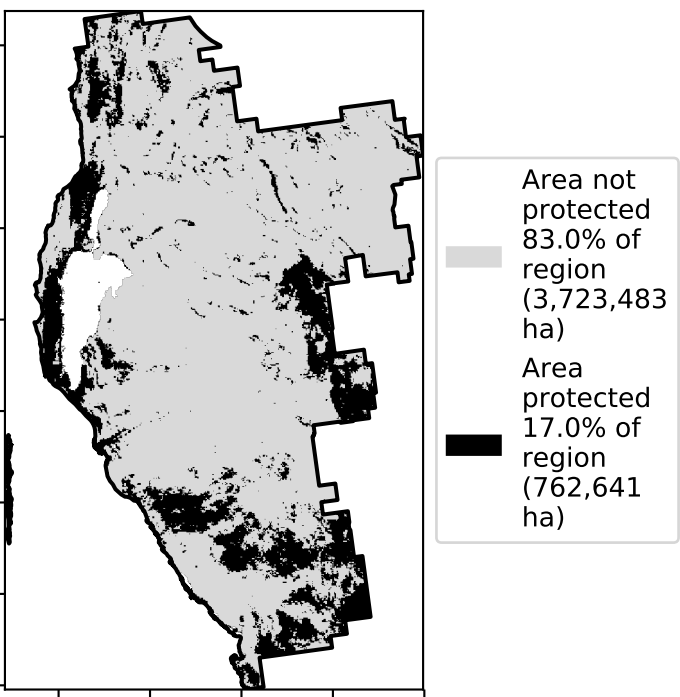 Area not
protected
83.0% of
region
(3,723,483
ha)
Area
protected
17.0% of
region
(762,641
ha)